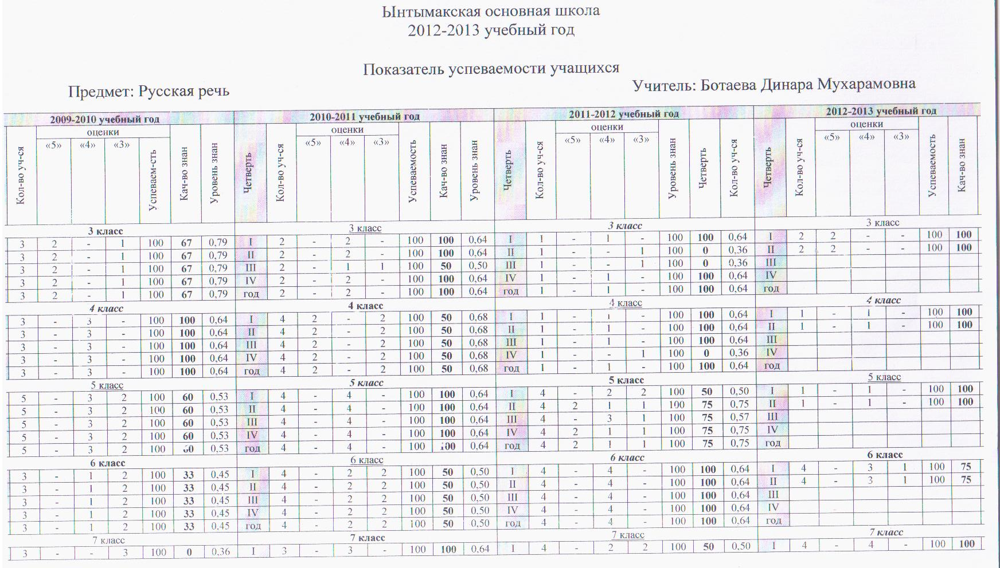 Ынтымакская основная школа
2012-2013 учебный год
Показатель успеваемости учащихся
Предмет: Русская речь Учитель: Ботаева Динара Мухарамовна
2009-2010 учебный год 2010-2011 учебный год 2011-2012 учебный год 2012-2013 учебный год
оценки оценки оценки оценки
Кол-во уч-ся «5» «4» «3» Успеваем-сть Кач-во знан Уровень знан Четверть Кол-во уч-ся «5» «4» «3» Успеваемость Кач-во знан Уровень знан Четверть Кол-во уч-ся «5» «4» «3» Уровень знан Четверть Кол-во уч-ся Четверть Кол-во уч-ся «5» «4» «3» Успеваемость Кач-во знан
3 класс 3 класс 3 класс 3 класс
3 2 - 1 100 67 0,79 I 2 - 2 - 100 100 0,64 I 1 - 1 - 100 100 0,64 I 2 2 - - 100 100
3 2 - 1 100 67 0,79 II 2 - 2 - 100 100 0,64 II 1 - - 1 100 0 0,36 II 2 2 - - 100 100
3 2 - 1 100 67 0,79 III 2 - 1 1 100 50 0,50 III 1 - - 1 100 0 0,36 III
3 2 - 1 100 67 0,79 IV 2 - 2 - 100 100 0,64 IV 1 - 1 - 100 100 0,64 IV
3 2 - 1 100 67 0,79 год 2 - 2 - 100 100 0,64 год 1 - 1 - 100 100 0,64 год
4 класс 4 класс 4 класс 4 класс
3 - 3 - 100 100 0,64 I 4 2 - 2 100 50 0,68 I 1 - 1 - 100 100 0,64 I 1 - 1 - 100 100
3 - 3 - 100 100 0,64 II 4 2 - 2 100 50 0,68 II 1 - 1 - 100 100 0,64 II 1 - 1 - 100 100
3 - 3 - 100 100 0,64 III 4 2 - 2 100 50 0,68 III 1 - 1 - 100 100 0,64 III
3 - 3 - 100 100 0,64 IV 4 2 - 2 100 50 0,68 IV 1 - - 1 100 0 0,36 IV
3 - 3 - 100 100 0,64 год 4 2 - 2 100 50 0,68 год 1 - 1 - 100 100 0,64 год
5 класс 5 класс 5 класс 5 класс
5 - 3 2 100 60 0,53 I 4 - 4 - 100 100 0,64 I 4 - 2 2 100 50 0,50 I 1 - 1 - 100 100
5 - 3 2 100 60 0,53 II 4 - 4 - 100 100 0,64 II 4 2 1 1 100 75 0,75 II 1 - 1 - 100 100
5 - 3 2 100 60 0,53 III 4 - 4 - 100 100 0,64 III 4 - 3 1 100 75 0,57 III
5 - 3 2 100 60 0,53 IV 4 - 4 - 100 100 0,64 IV 4 2 1 1 100 75 0,75 IV
5 - 3 2 100 60 0,53 год 4 - 4 - 100 100 0,64 год 4 2 1 1 100 75 0,75 год
6 класс 6 класс 6 класс 6 класс
3 - 1 2 100 33 0,45 I 4 - 2 2 100 50 0,50 I 4 - 4 - 100 100 0,64 I 4 - 3 1 100 75
3 - 1 2 100 33 0,45 II 4 - 2 2 100 50 0,50 II 4 - 4 - 100 100 0,64 II 4 - 3 1 100 75
3 - 1 2 100 33 0,45 III 4 - 2 2 100 50 0,50 III 4 - 4 - 100 100 0,64 III
3 - 1 2 100 33 0,45 IV 4 - 2 2 100 50 0,50 IV 4 - 4 - 100 100 0,64 IV
3 - 1 2 100 33 0,45 год 4 - 2 2 100 50 0,50 год 4 - 4 - 100 100 0,64 год
7 класс 7 класс 7 класс 7 класс
3 - - 3 100 0 0,36 I 3 - 3 - 100 100 0,64 I 4 - 2 2 100 50 0,50 I 4 - 4 - 100 100